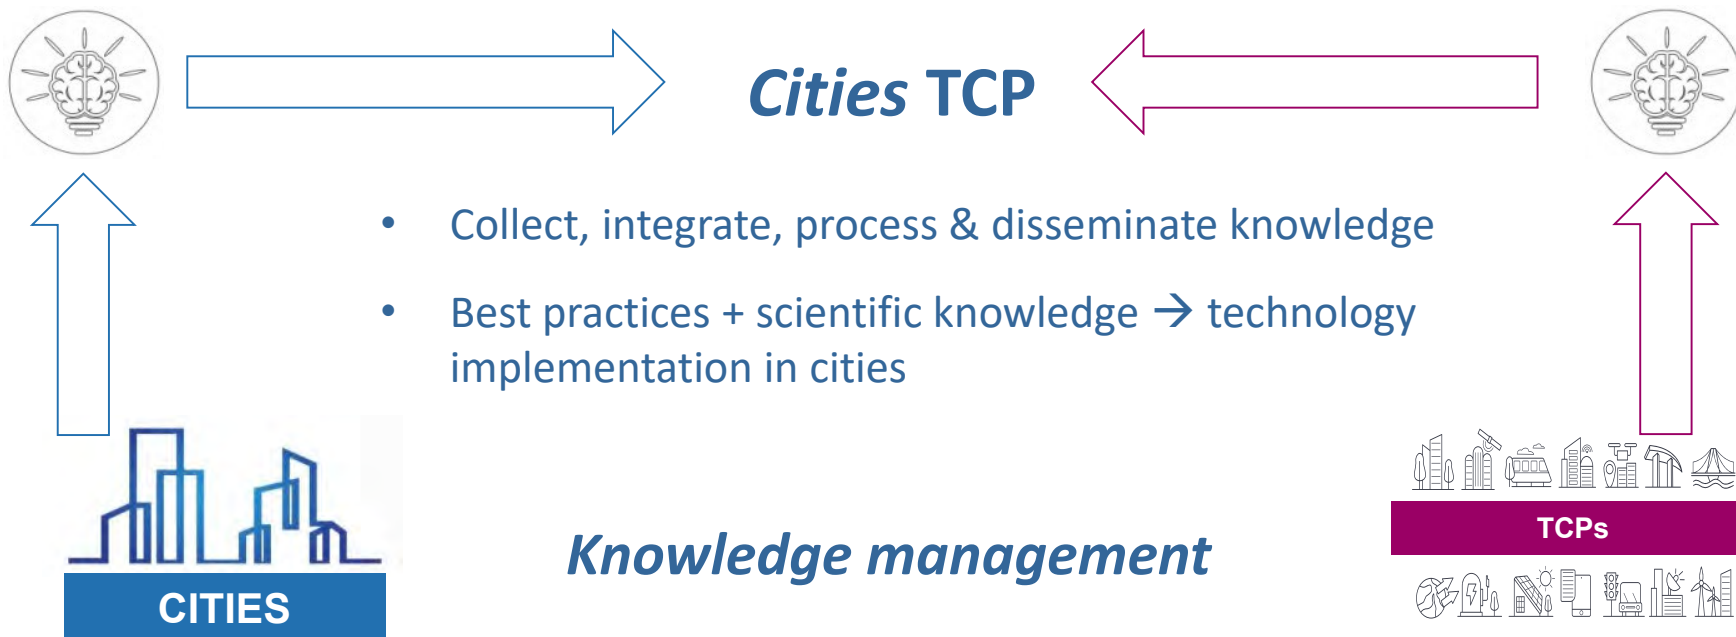 Cities TCP
• Collect, integrate, process & disseminate knowledge
• Best practices + scientific knowledge → technology
implementation in cities
Knowledge management
CITIES
TCPs